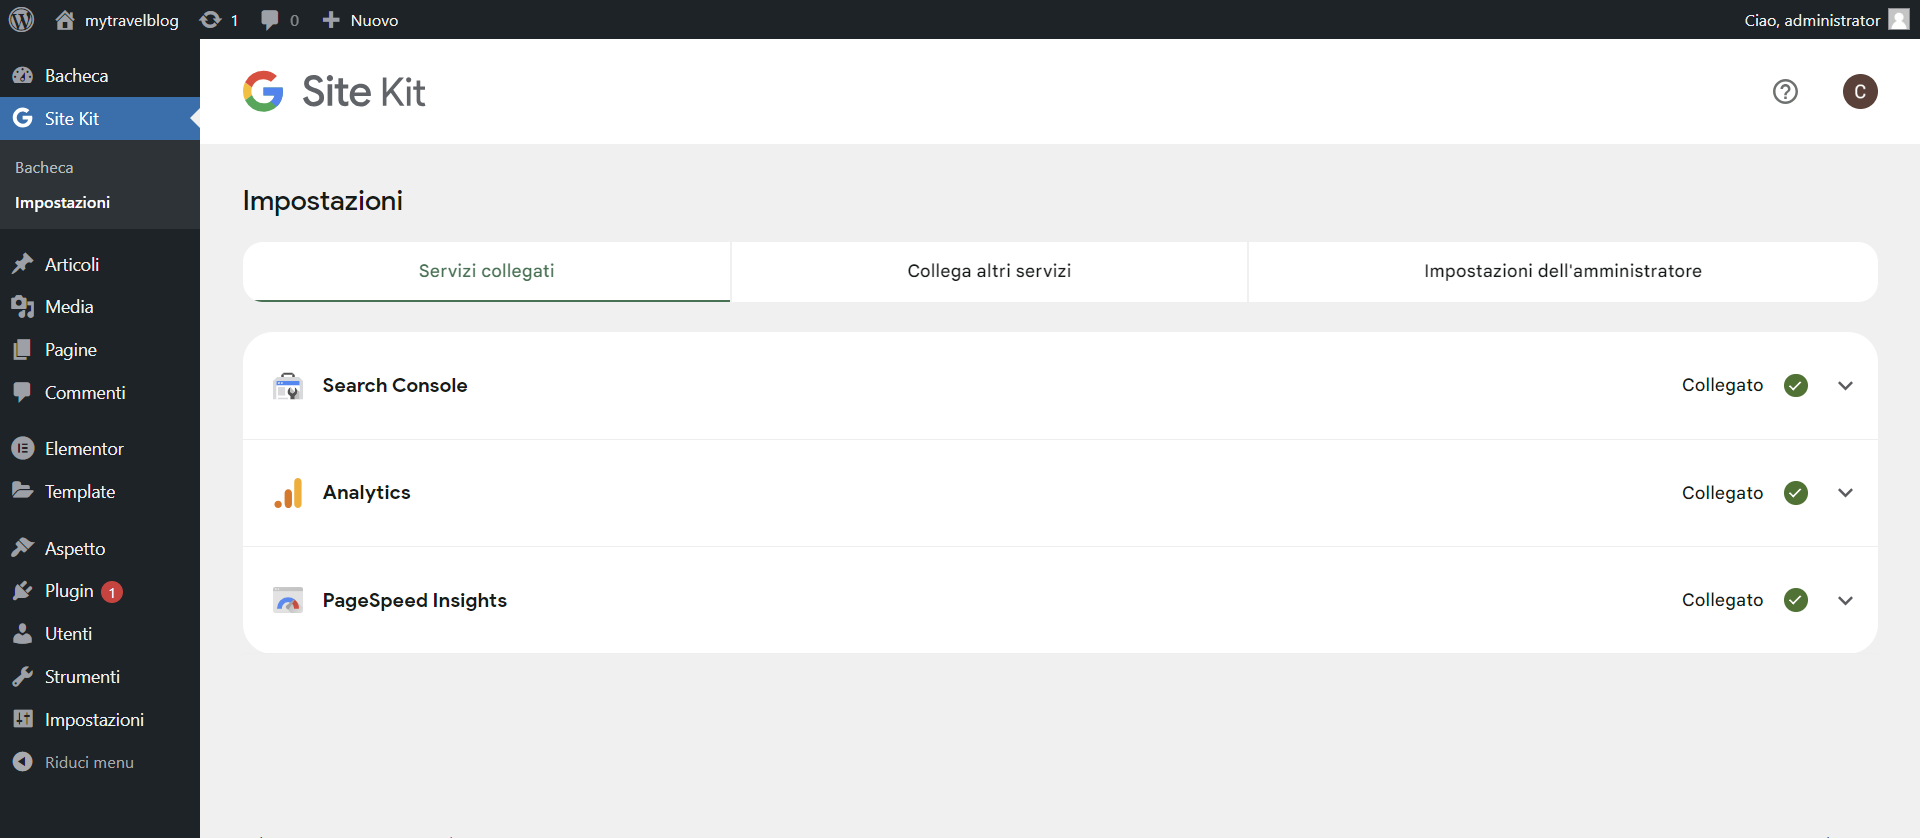 mytravelblog 1 0 Nuovo Ciao, administrator
Bacheca
Site Kit
Bacheca
Impostazioni
Articoli
Media
Pagine
Commenti
Elementor
Template
Aspetto
Plugin 1
Utenti
Strumenti
Impostazioni
Riduci menu
Site Kit C
Impostazioni
Servizi collegati Collega altri servizi Impostazioni dell'amministratore
Search Console Collegato
Analytics Collegato
PageSpeed Insights Collegato